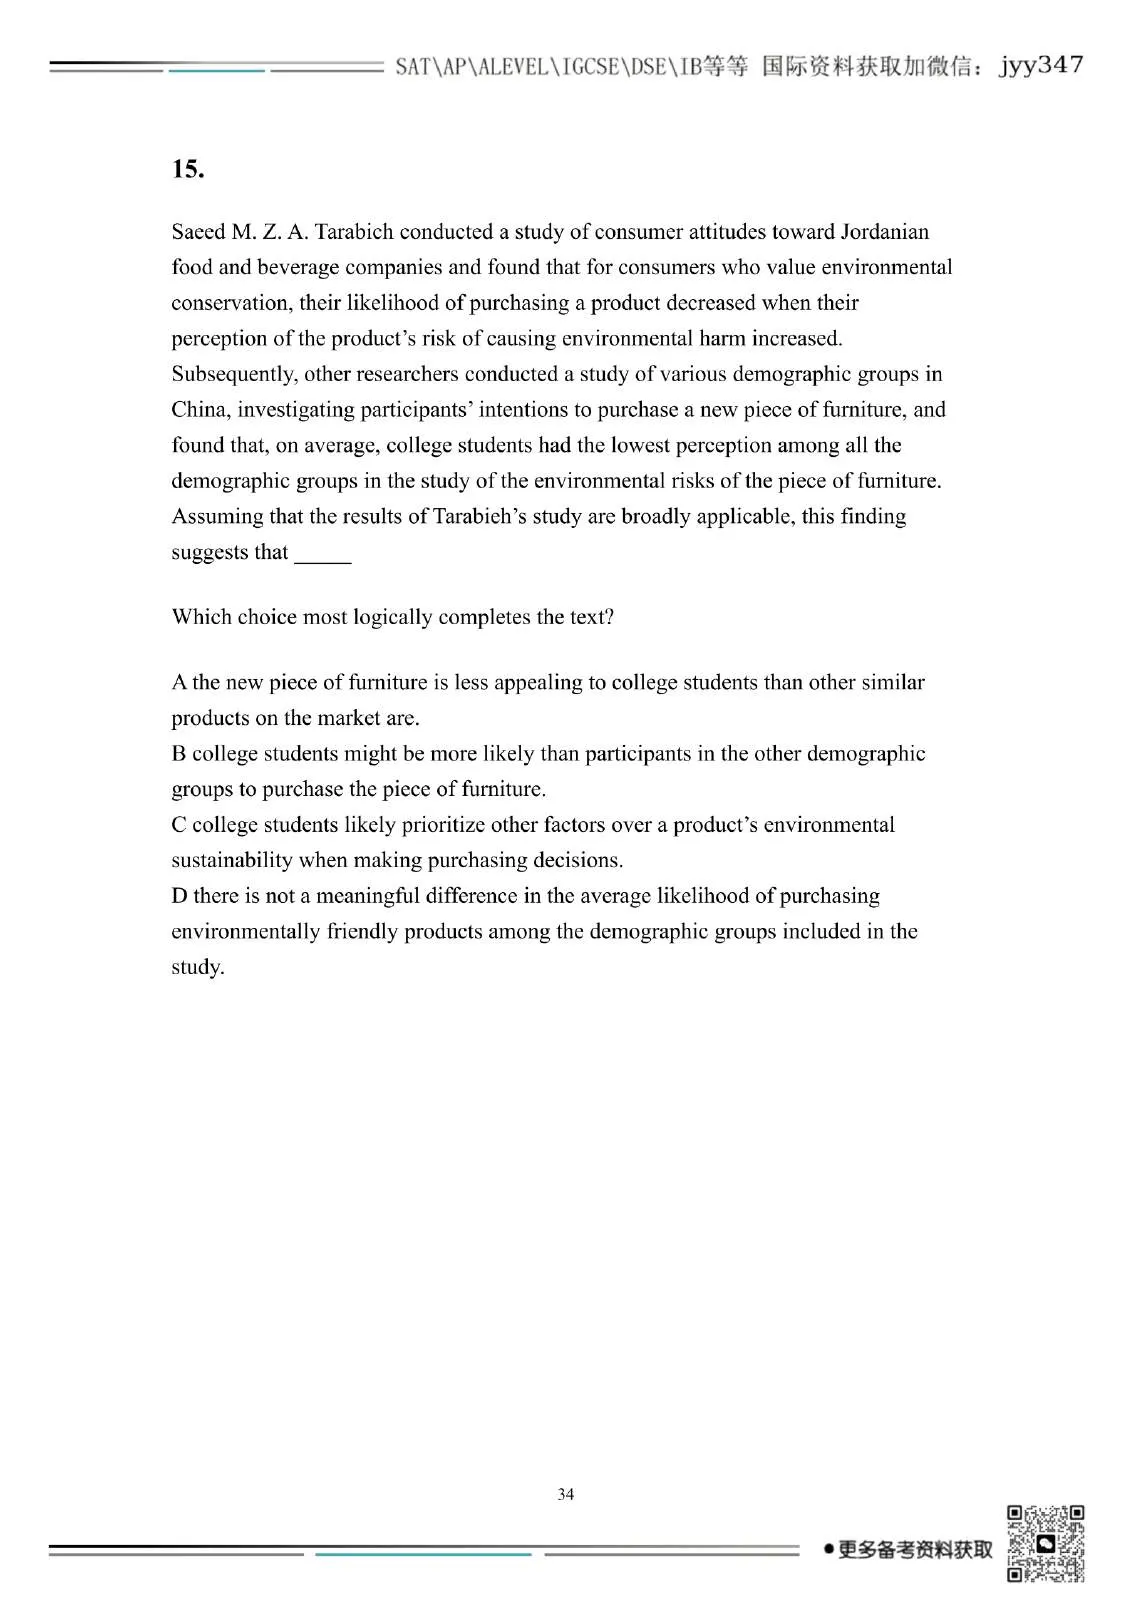 SAT\AP\ALEVEL\IGCSE\DSE\IB等等 国际资料获取加微信： jyy347
15.
Saeed M. Z. A. Tarabich conducted a study of consumer attitudes toward Jordanian
food and beverage companies and found that for consumers who value environmental
conservation, their likelihood of purchasing a product decreased when their
perception of the product's risk of causing environmental harm increased.
Subsequently, other researchers conducted a study of various demographic groups in
China, investigating participants' intentions to purchase a new piece of furniture, and
found that, on average, college students had the lowest perception among all the
demographic groups in the study of the environmental risks of the piece of furniture.
Assuming that the results of Tarabieh's study are broadly applicable, this finding
suggests that _____
Which choice most logically completes the text?
A the new piece of furniture is less appealing to college students than other similar
products on the market are.
B college students might be more likely than participants in the other demographic
groups to purchase the piece of furniture.
C college students likely prioritize other factors over a product's environmental
sustainability when making purchasing decisions.
D there is not a meaningful difference in the average likelihood of purchasing
environmentally friendly products among the demographic groups included in the
study.
34
●更多备考资料获取